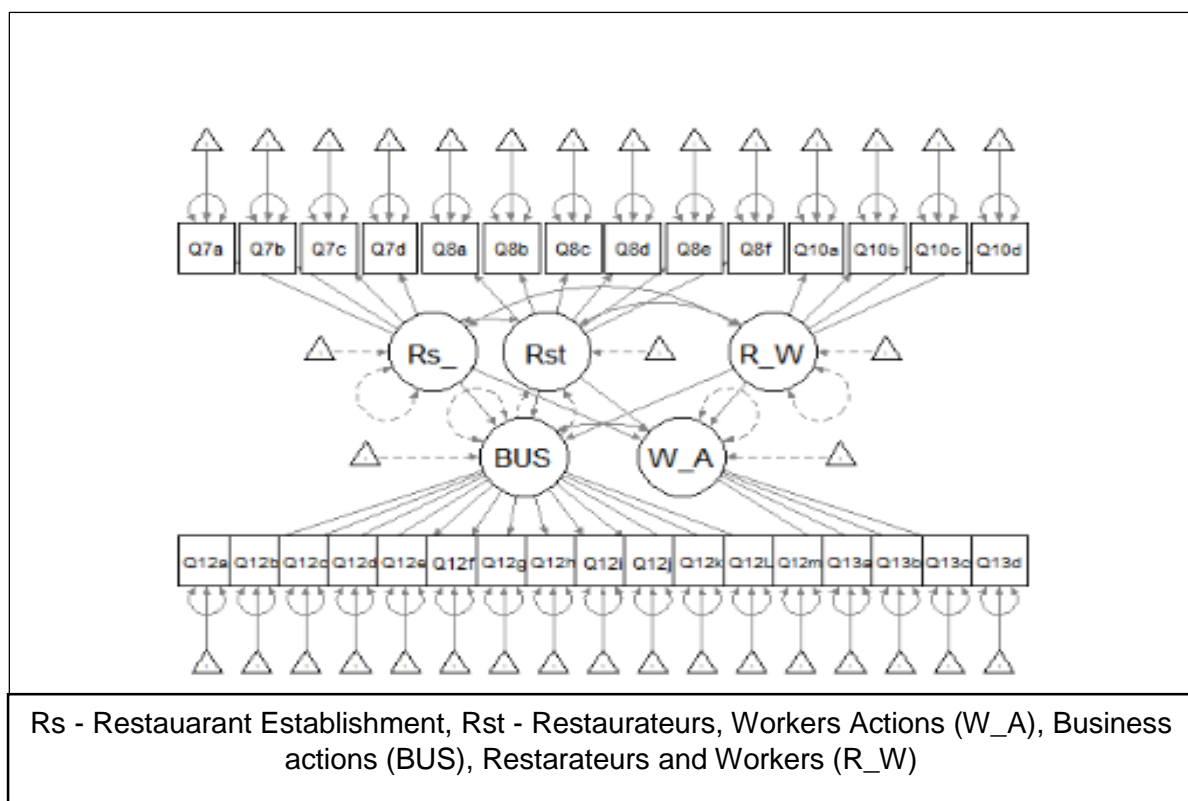 Q7a Q7b Q7c Q7d Q8a Q8b Q8c Q8d Q8e Q8f Q10a Q10b Q10c Q10d
Rs_ Rst R_W
BUS W_A
Q12a Q12b Q12c Q12d Q12e Q12f Q12g Q12h Q12i Q12j Q12k Q12L Q12m Q13a Q13b Q13c Q13d
Rs - Restauarant Establishment, Rst - Restaurateurs, Workers Actions (W_A), Business
actions (BUS), Restarateurs and Workers (R_W)